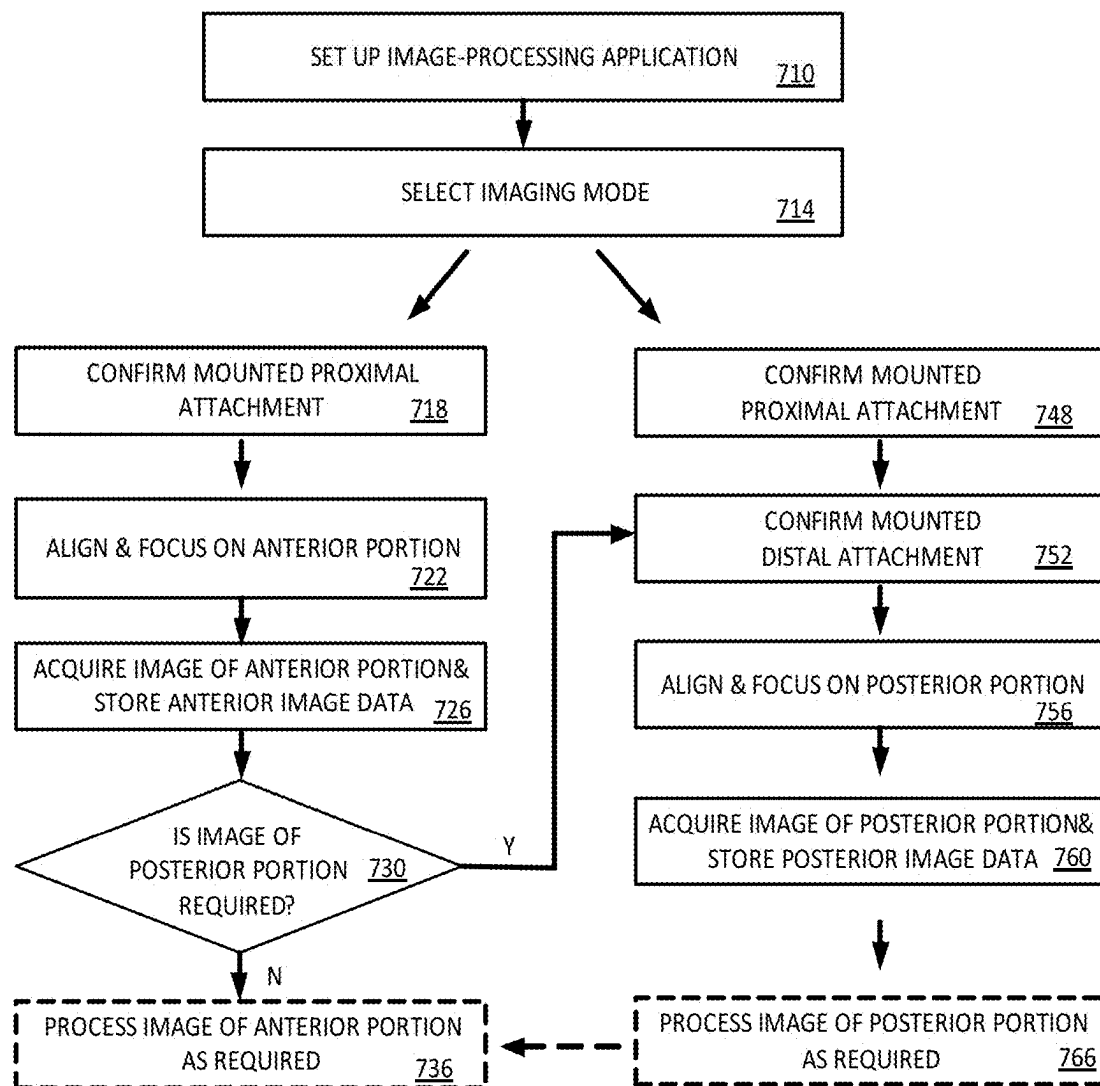 SET UP IMAGE-PROCESSING APPLICATION
710
SELECT IMAGING MODE
714
CONFIRM MOUNTED PROXIMAL
ATTACHMENT 718
ALIGN & FOCUS ON ANTERIOR PORTION
722
ACQUIRE IMAGE OF ANTERIOR PORTION&
STORE ANTERIOR IMAGE DATA 726
IS IMAGE OF
POSTERIOR PORTION 730
REQUIRED?
Y
N
PROCESS IMAGE OF ANTERIOR PORTION
AS REQUIRED 736
CONFIRM MOUNTED
PROXIMAL ATTACHMENT 748
CONFIRM MOUNTED
DISTAL ATTACHMENT 752
ALIGN & FOCUS ON POSTERIOR PORTION
756
ACQUIRE IMAGE OF POSTERIOR PORTION&
STORE POSTERIOR IMAGE DATA 760
PROCESS IMAGE OF POSTERIOR PORTION
AS REQUIRED 766